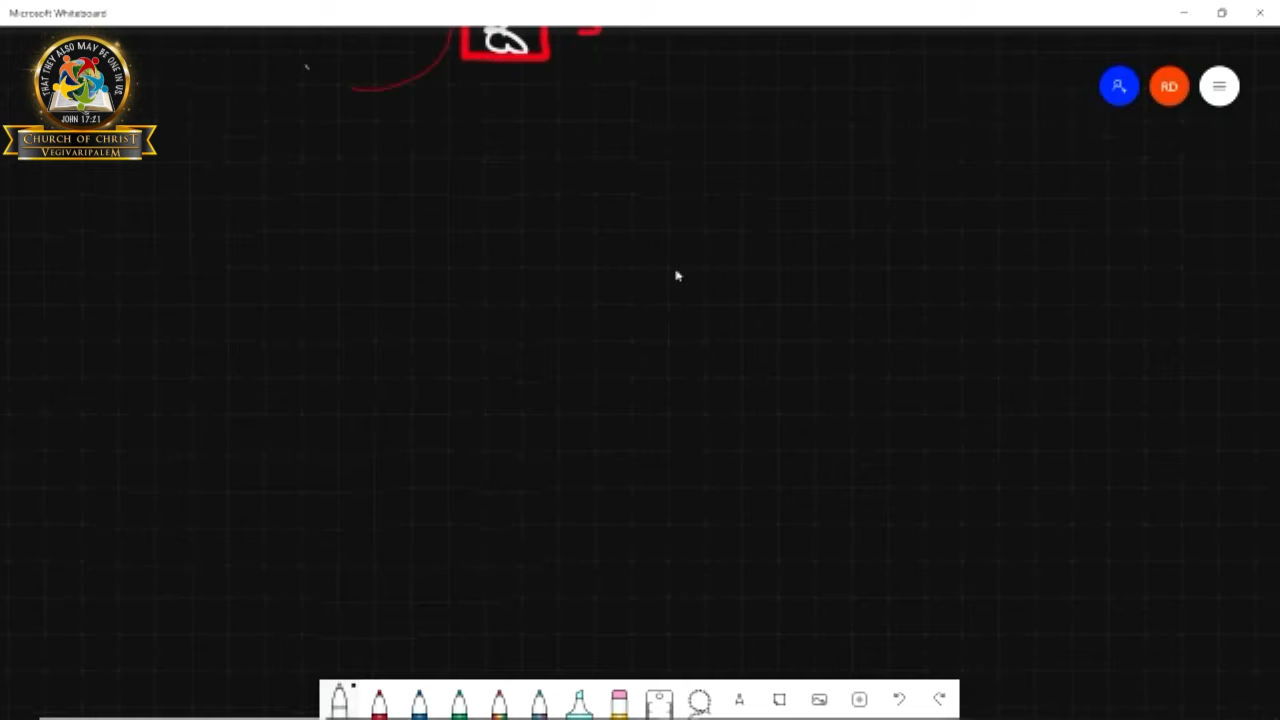 Microsoft Whiteboard
THAT THEY ALSO MAY BE ONE IN US
JOHN 17:21
CHURCH OF CHRIST
VEGIVARIPALEM
RD
A